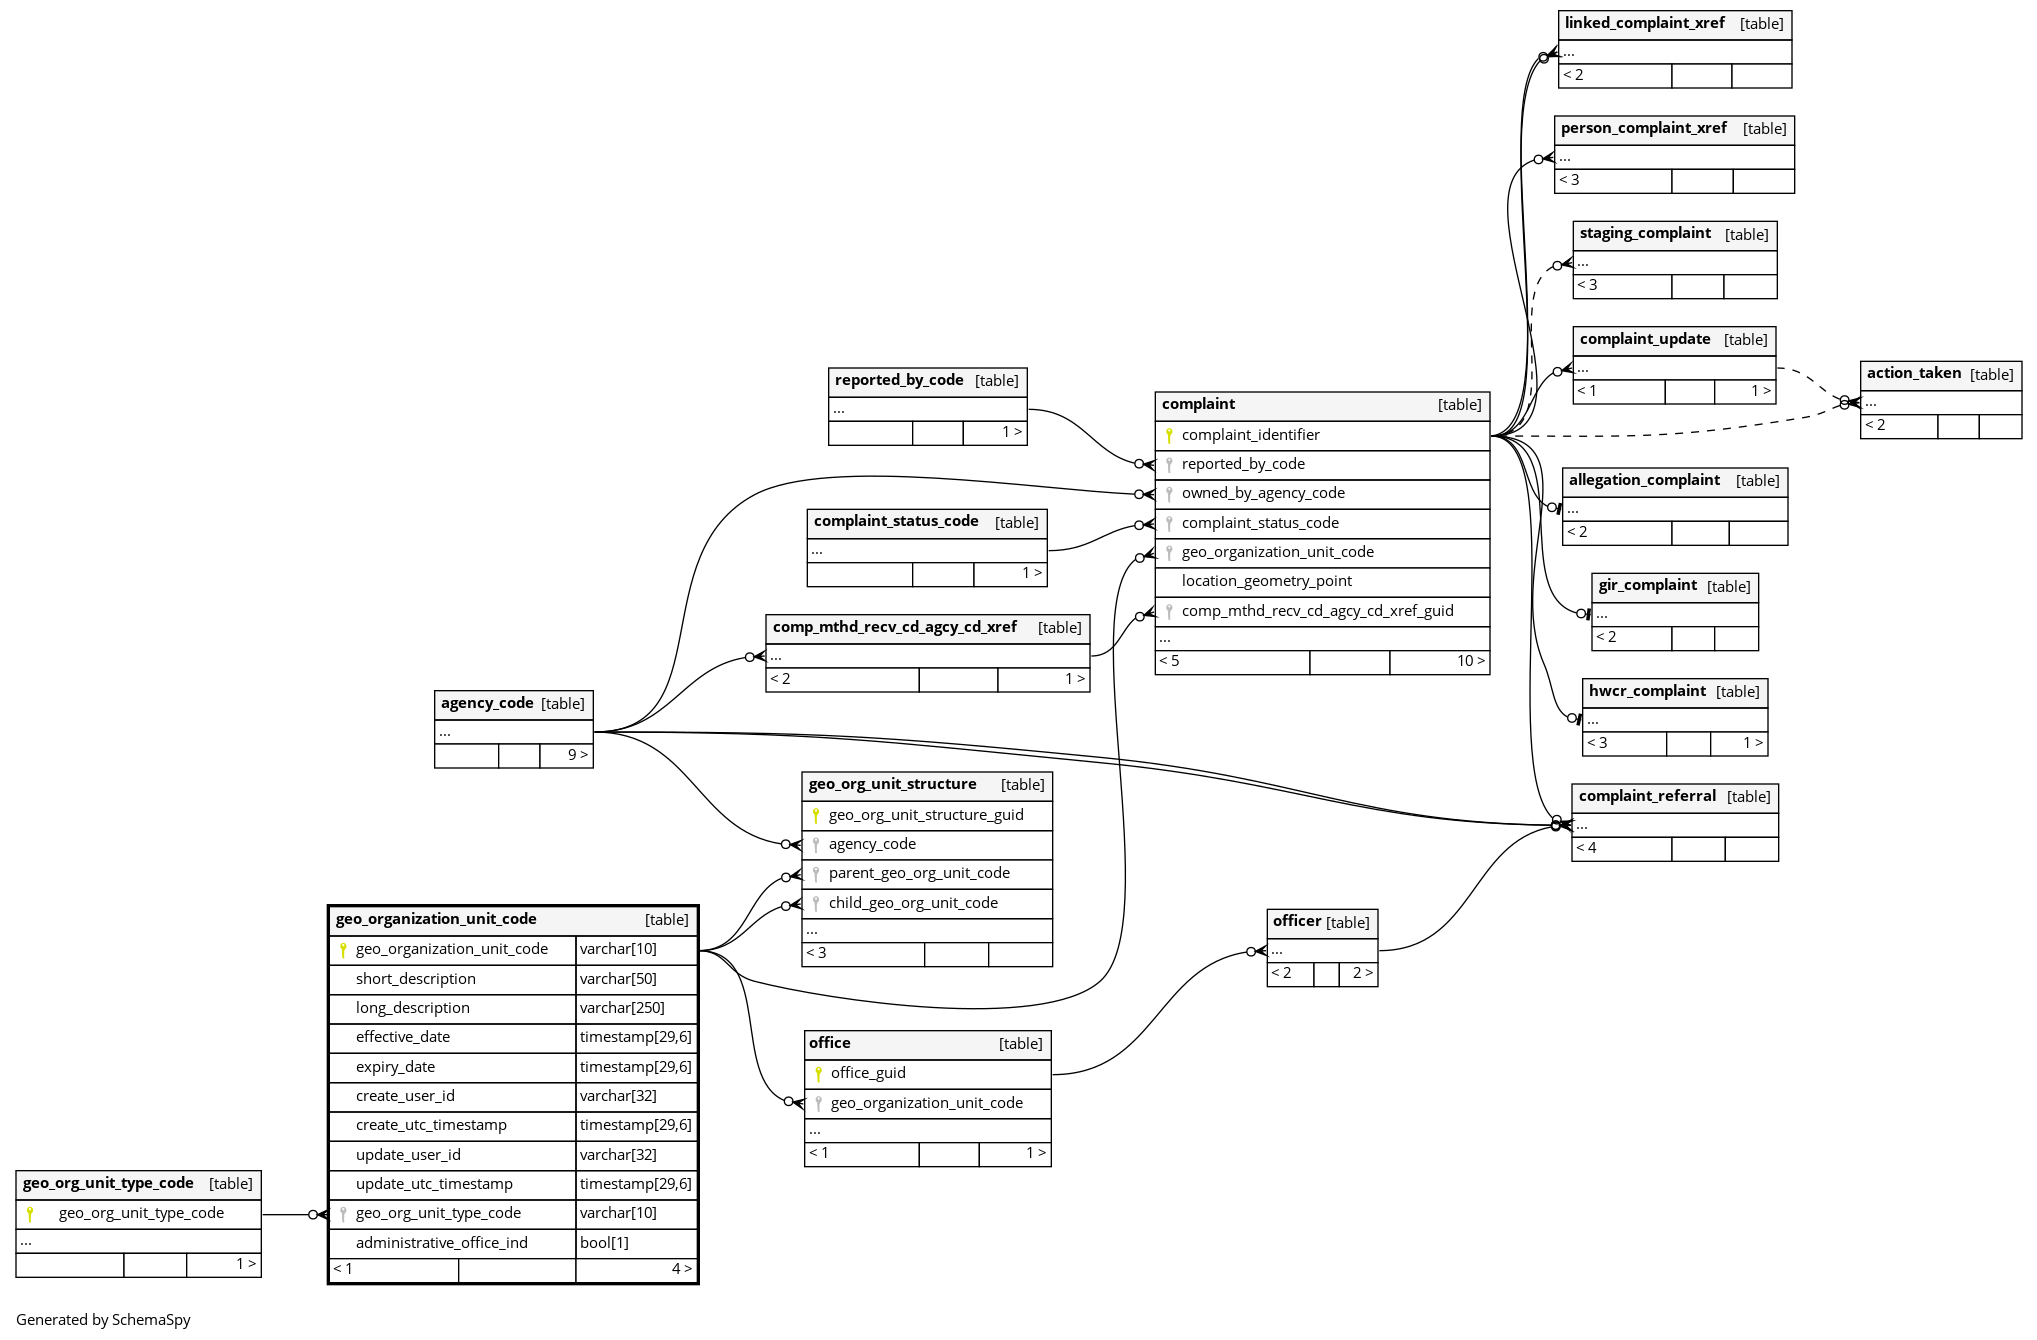 linked_complaint_xref [table]
...
< 2
person_complaint_xref [table]
...
< 3
staging_complaint [table]
...
< 3
complaint_update [table]
...
< 1 1 >
action_taken [table]
...
< 2
reported_by_code [table]
...
1 >
complaint [table]
complaint_identifier
reported_by_code
owned_by_agency_code
complaint_status_code
geo_organization_unit_code
location_geometry_point
comp_mthd_recv_cd_agcy_cd_xref_guid
...
< 5 10 >
allegation_complaint [table]
...
< 2
complaint_status_code [table]
...
1 >
gir_complaint [table]
...
< 2
comp_mthd_recv_cd_agcy_cd_xref [table]
...
< 2 1 >
hwcr_complaint [table]
...
< 3 1 >
agency_code [table]
...
9 >
geo_org_unit_structure [table]
geo_org_unit_structure_guid
agency_code
parent_geo_org_unit_code
child_geo_org_unit_code
...
< 3
complaint_referral [table]
...
< 4
officer [table]
...
< 2 2 >
geo_organization_unit_code [table]
geo_organization_unit_code varchar[10]
short_description varchar[50]
long_description varchar[250]
effective_date timestamp[29,6]
expiry_date timestamp[29,6]
create_user_id varchar[32]
create_utc_timestamp timestamp[29,6]
update_user_id varchar[32]
update_utc_timestamp timestamp[29,6]
geo_org_unit_type_code varchar[10]
administrative_office_ind bool[1]
< 1 4 >
office [table]
office_guid
geo_organization_unit_code
...
< 1 1 >
geo_org_unit_type_code [table]
geo_org_unit_type_code
...
1 >
Generated by SchemaSpy